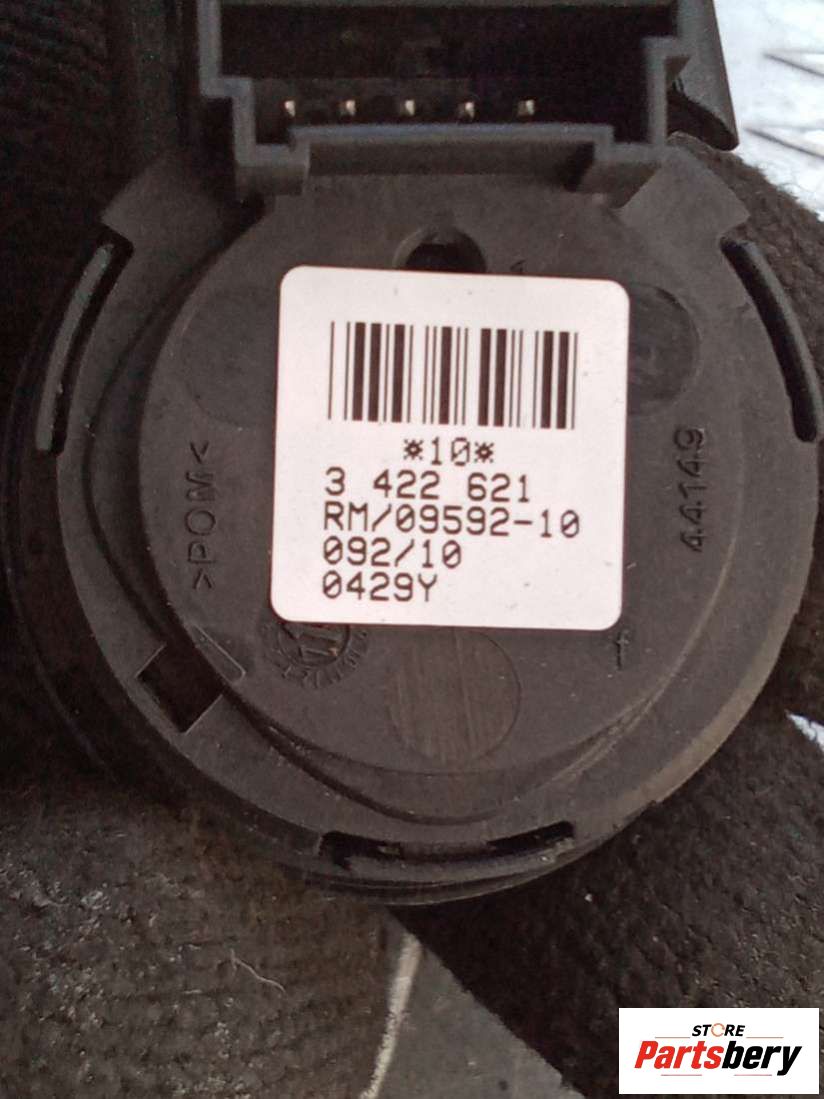 *10*
3 422 621
RM/09592-10
092/10
0429Y
>POM<
44149
STORE
Partsbery